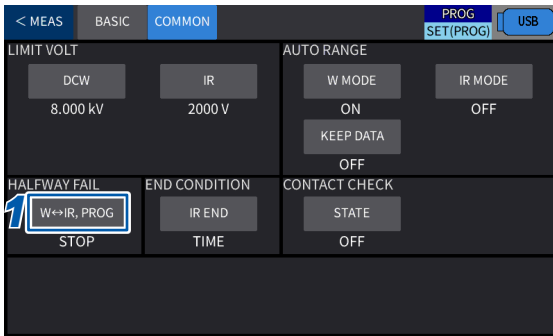 < MEAS BASIC COMMON
PROG
SET(PROG)
USB
LIMIT VOLT
DCW IR
8.000 kV 2000 V
AUTO RANGE
W MODE IR MODE
ON OFF
KEEP DATA
OFF
HALFWAY FAIL
1
W↔IR, PROG
STOP
END CONDITION
IR END
TIME
CONTACT CHECK
STATE
OFF